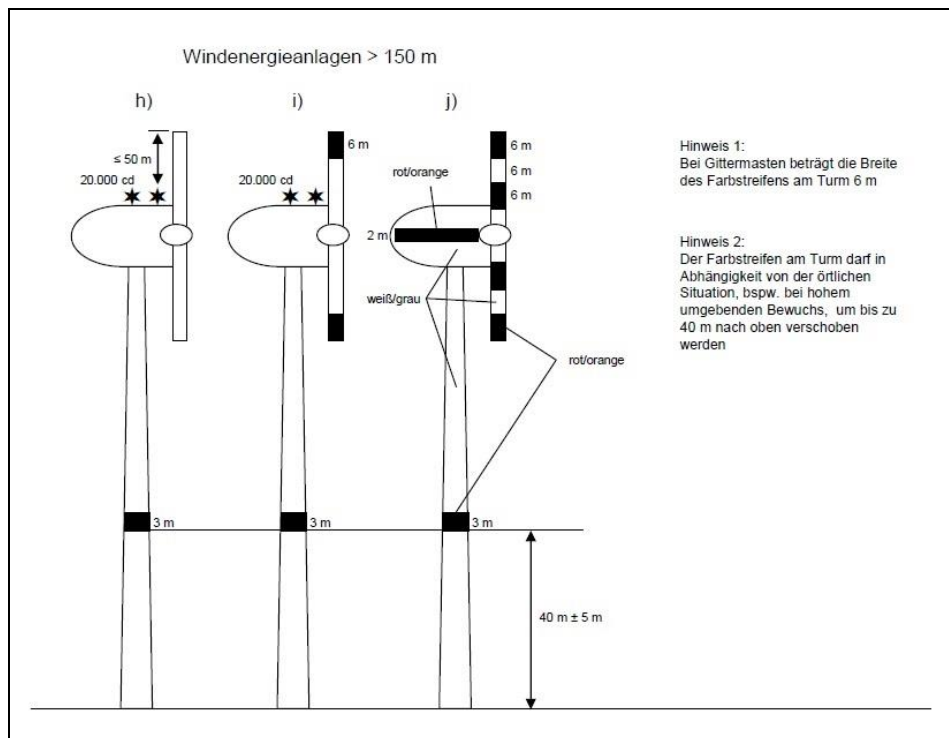 Windenergieanlagen > 150 m
h)
i)
j)
≤ 50 m
20.000 cd
20.000 cd
6 m
rot/orange
6 m
6 m
6 m
2 m
weiß/grau
rot/orange
3 m
3 m
3 m
40 m ± 5 m
Hinweis 1:
Bei Gittermasten beträgt die Breite
des Farbstreifens am Turm 6 m
Hinweis 2:
Der Farbstreifen am Turm darf in
Abhängigkeit von der örtlichen
Situation, bspw. bei hohem
umgebenden Bewuchs, um bis zu
40 m nach oben verschoben
werden